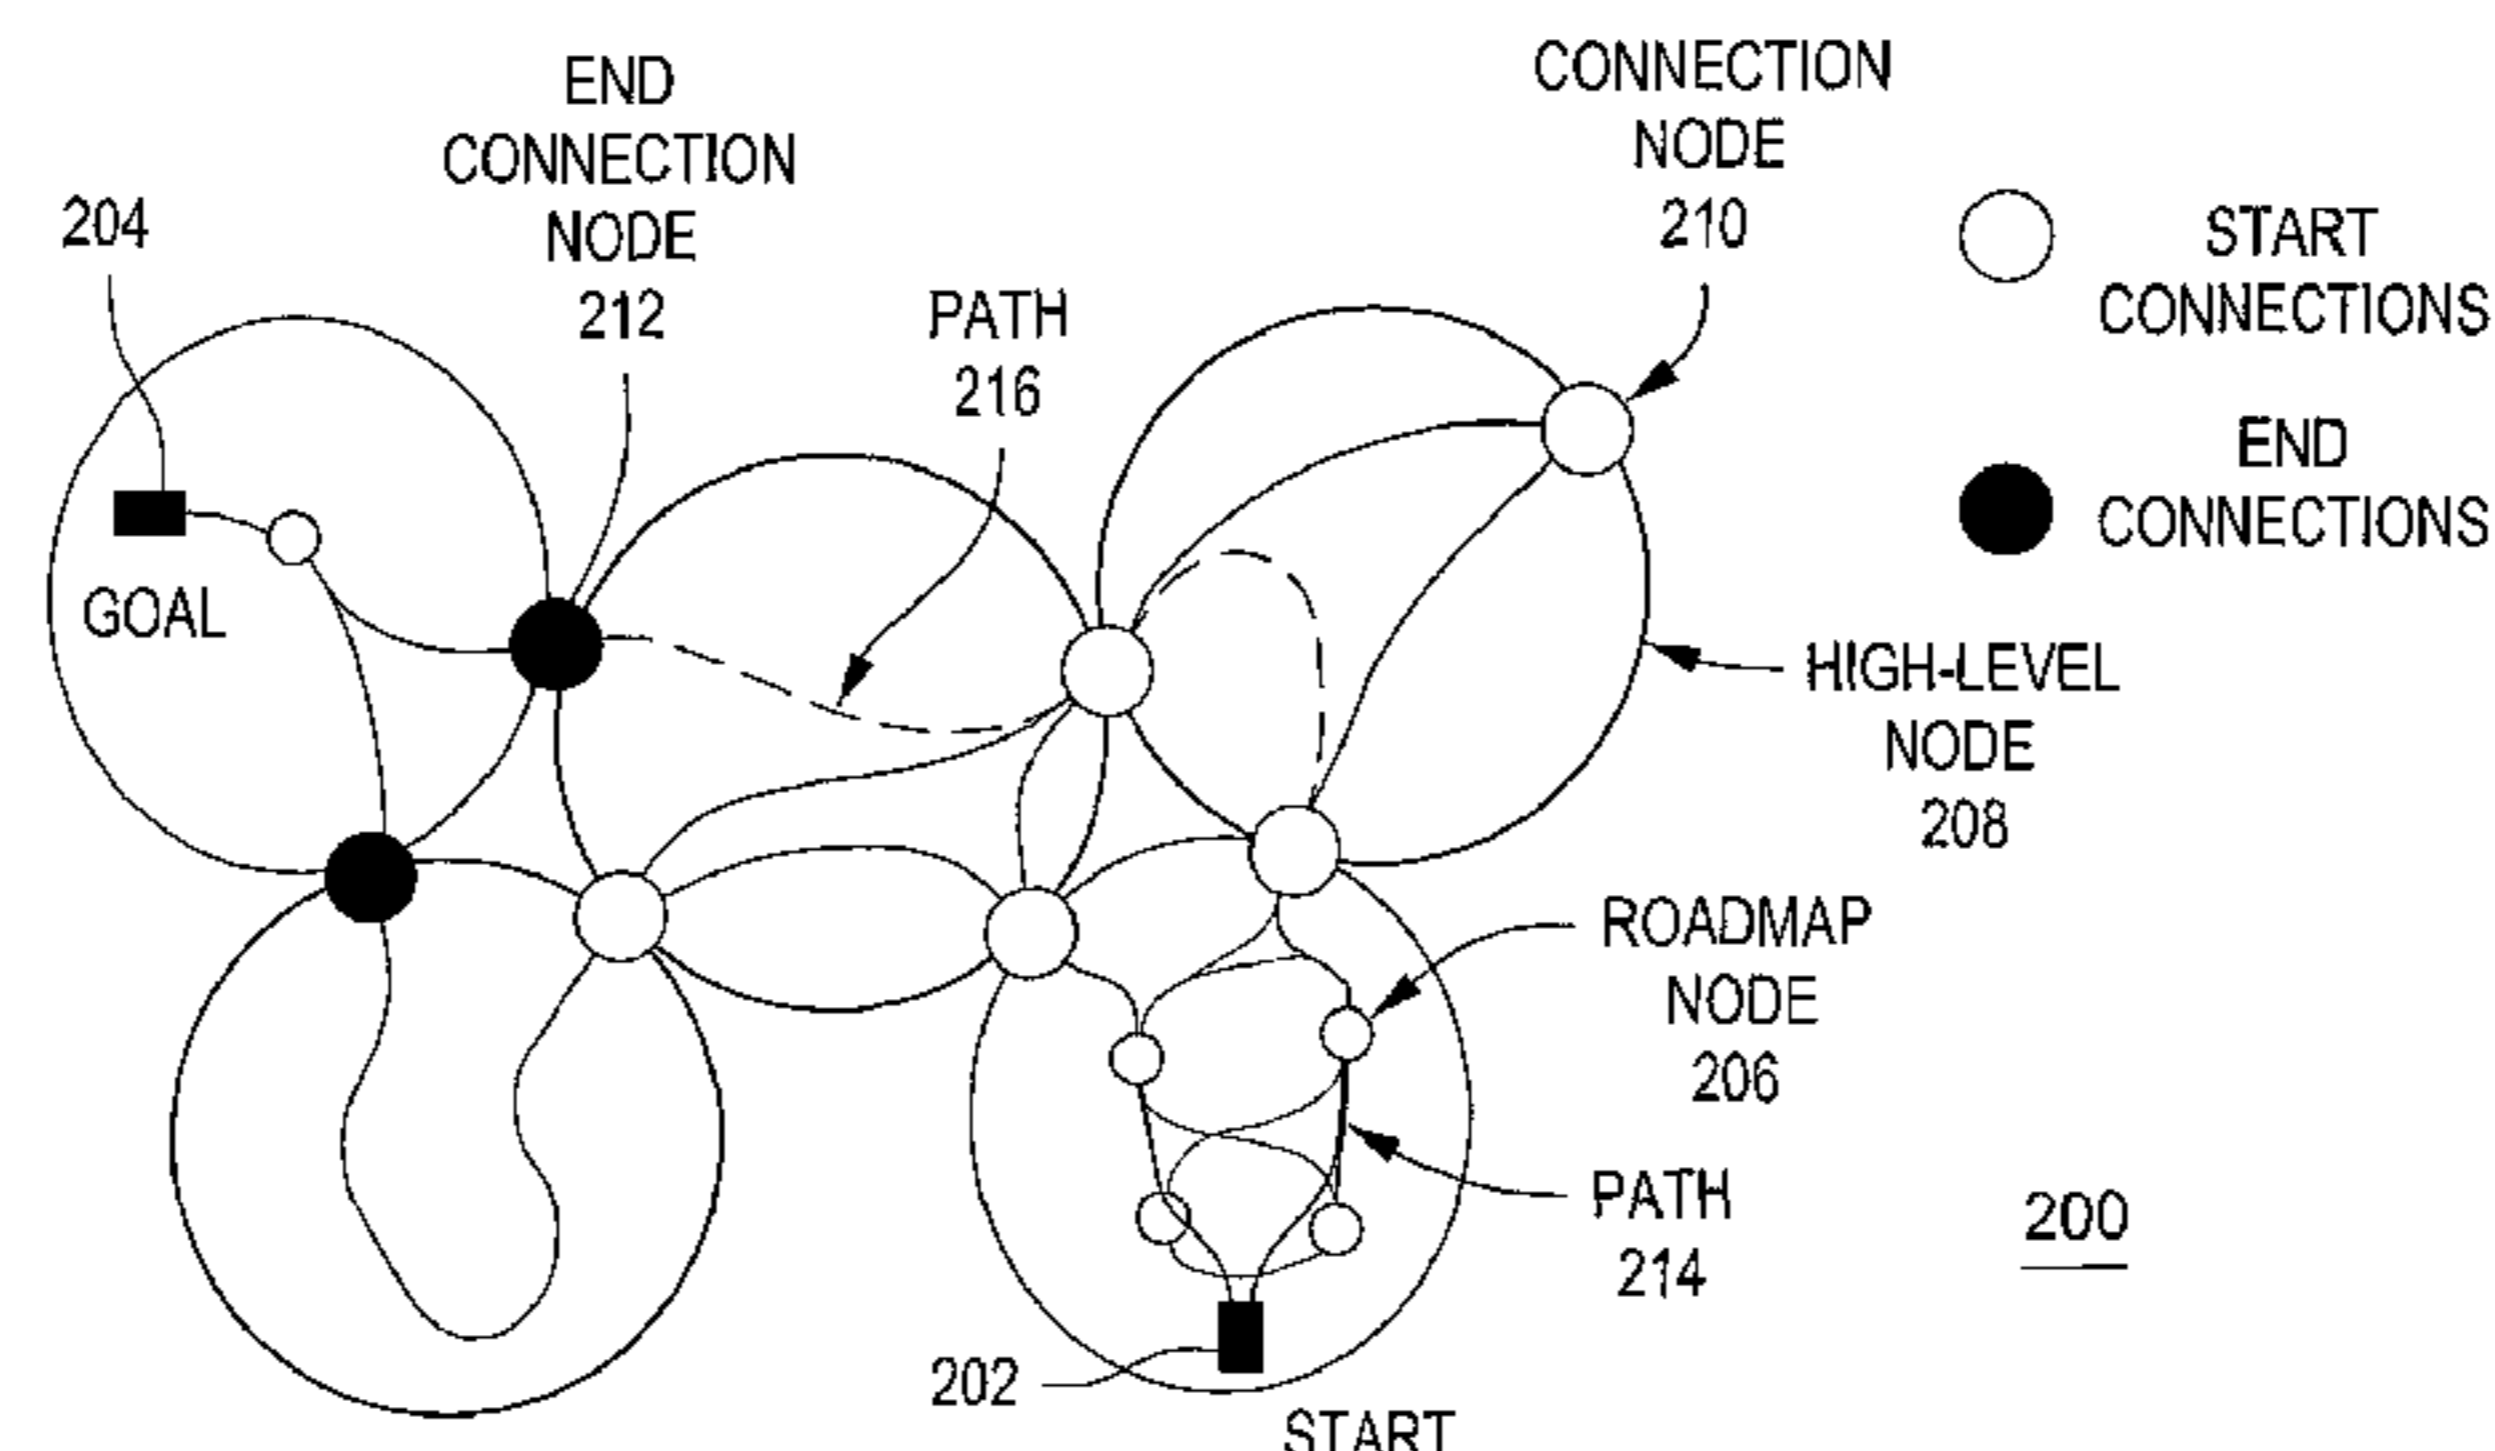 END
CONNECTION
NODE
212
CONNECTION
NODE
210
START
CONNECTIONS
END
CONNECTIONS
204
PATH
216
GOAL
HIGH-LEVEL
NODE
208
ROADMAP
NODE
206
PATH
214
200
202
START